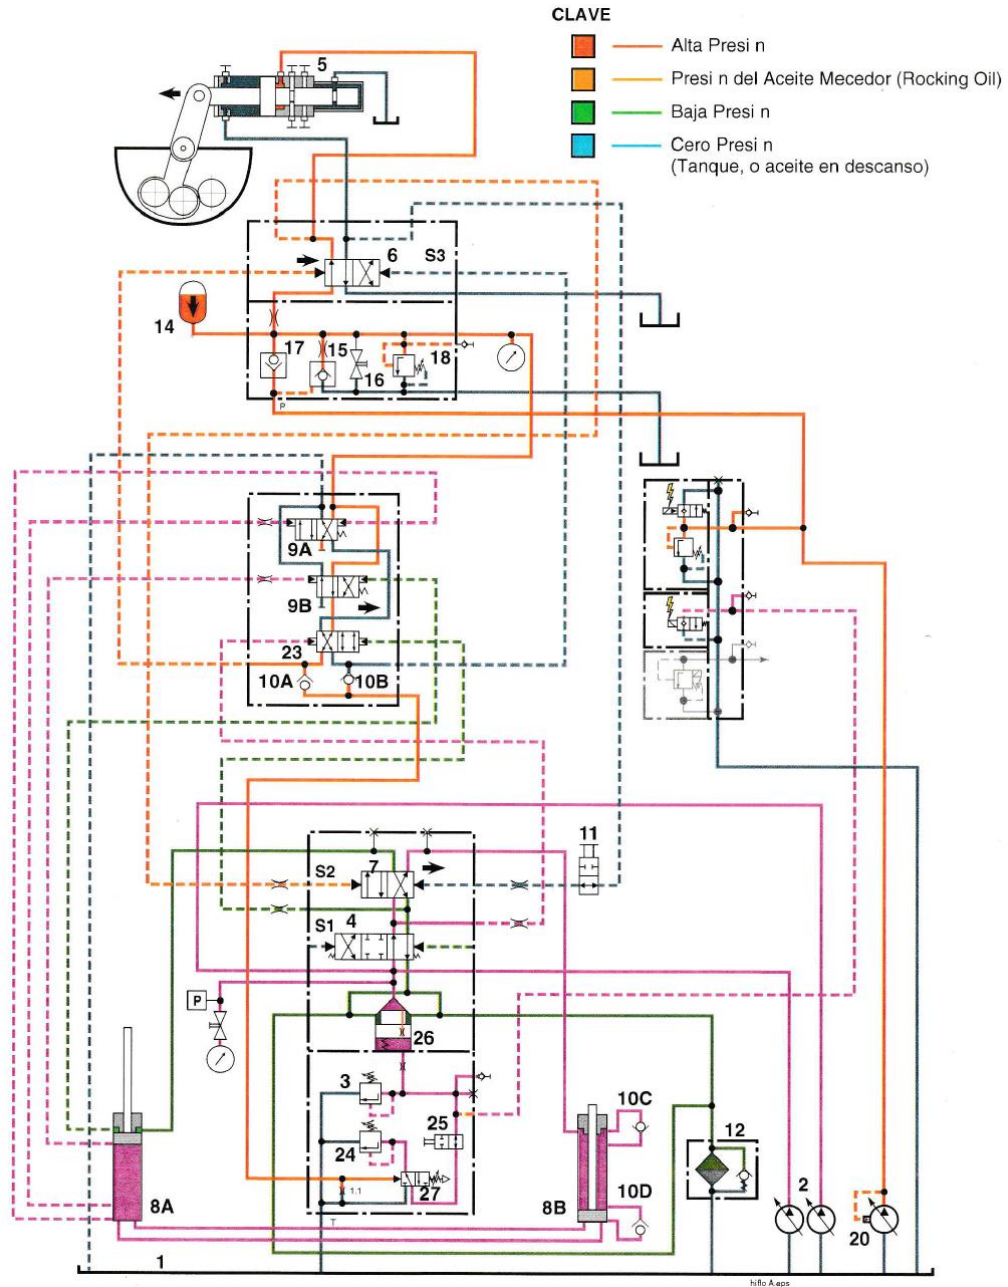 CLAVE
Alta Presi n
Presi n del Aceite Mecedor (Rocking Oil)
Baja Presi n
Cero Presi n
(Tanque, o aceite en descanso)
5
6
S3
14
17
15
16
18
P
9A
9B
23
10A
10B
11
S2
7
S1
4
P
26
3
25
24
27
1.1
T
8A
8B
10C
10D
12
2
20
1
hiflo A.eps